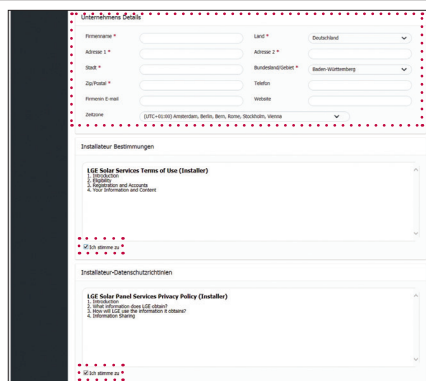 Unternehmens Details
Firmenname *
Land *
Deutschland
Adresse 1 *
Adresse 2 *
Stadt *
Bundesland/Gebiet *
Baden-Württemberg
Zip/Postal *
Telefon
Firmenin E-mail
Website
Zeitzone
(UTC+01:00) Amsterdam, Berlin, Bern, Rome, Stockholm, Vienna
Installateur Bestimmungen
LGE Solar Services Terms of Use (Installer)
1. Introduction
2. Eligibility
3. Registration and Accounts
4. Your Information and Content
Ich stimme zu
Installateur-Datenschutzrichtlinien
LGE Solar Panel Services Privacy Policy (Installer)
1. Introduction
2. What information does LGE obtain?
3. How will LGE use the information it obtains?
4. Information Sharing
Ich stimme zu